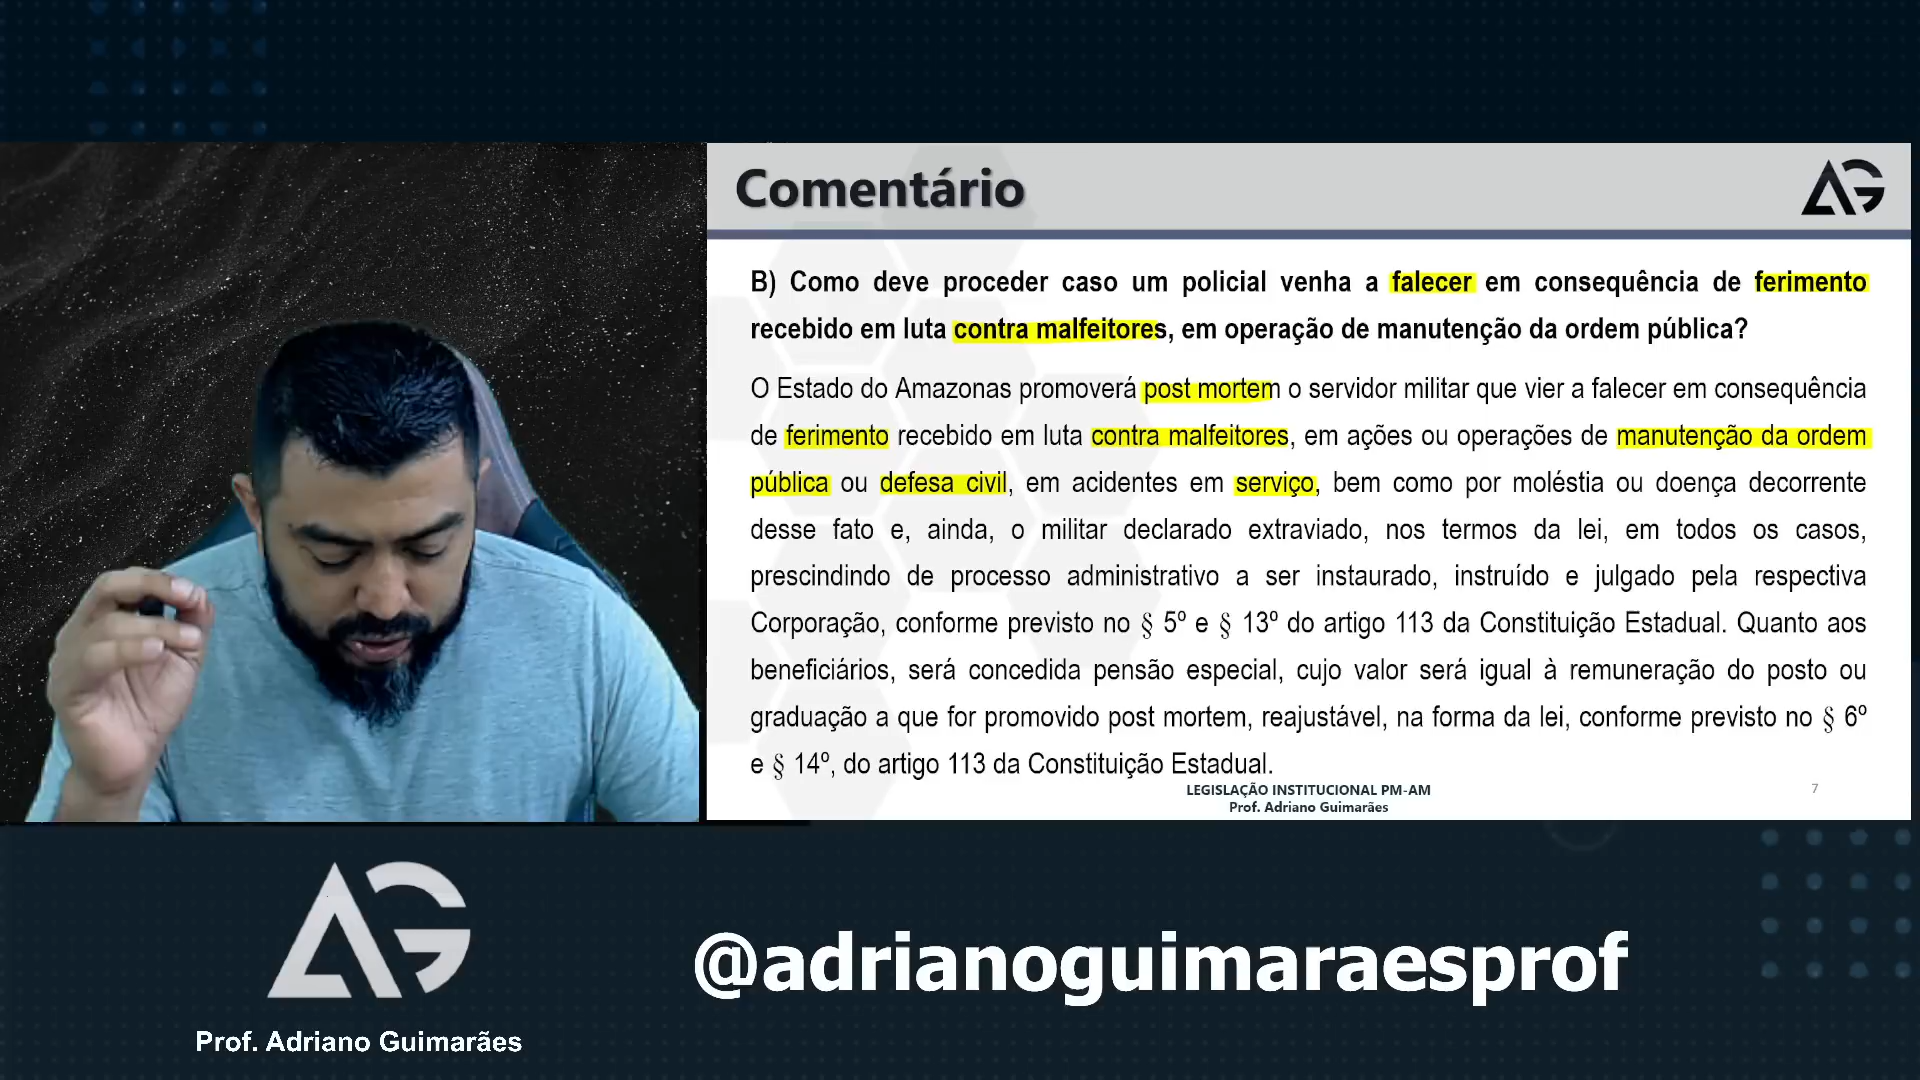 Comentário
AG
B) Como deve proceder caso um policial venha a falecer em consequência de ferimento
recebido em luta contra malfeitores, em operação de manutenção da ordem pública?
O Estado do Amazonas promoverá post mortem o servidor militar que vier a falecer em consequência
de ferimento recebido em luta contra malfeitores, em ações ou operações de manutenção da ordem
pública ou defesa civil, em acidentes em serviço, bem como por moléstia ou doença decorrente
desse fato e, ainda, o militar declarado extraviado, nos termos da lei, em todos os casos,
prescindindo de processo administrativo a ser instaurado, instruído e julgado pela respectiva
Corporação, conforme previsto no § 5º e § 13º do artigo 113 da Constituição Estadual. Quanto aos
beneficiários, será concedida pensão especial, cujo valor será igual à remuneração do posto ou
graduação a que for promovido post mortem, reajustável, na forma da lei, conforme previsto no § 6º
e § 14º, do artigo 113 da Constituição Estadual.
LEGISLAÇÃO INSTITUCIONAL PM-AM
Prof. Adriano Guimarães
7
AG
Prof. Adriano Guimarães
@adrianoguimaraesprof